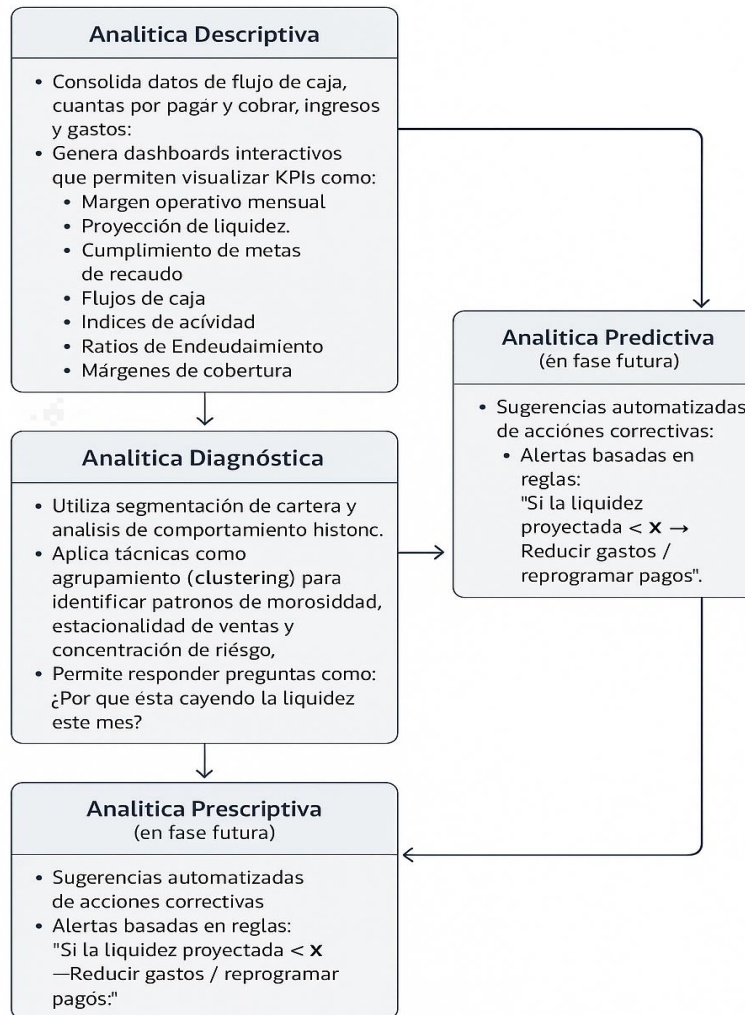 Analitica Descriptiva
• Consolida datos de flujo de caja,
cuantas por pagár y cobrar, ingresos
y gastos:
• Genera dashboards interactivos
que permiten visualizar KPIs como:
• Margen operativo mensual
• Proyección de liquidez.
• Cumplimiento de metas
de recaudo
• Flujos de caja
• Indices de acívidad
• Ratios de Endeudaimiento
• Márgenes de cobertura
Analitica Diagnóstica
• Utiliza segmentación de cartera y
analisis de comportamiento histonc.
• Aplica tácnicas como
agrupamiento (clustering) para
identificar patronos de morosiddad,
estacionalidad de ventas y
concentración de riésgo,
• Permite responder preguntas como:
¿Por que ésta cayendo la liquidez
este mes?
Analitica Predictiva
(én fase futura)
• Sugerencias automatizadas
de acciónes correctivas:
• Alertas basadas en
reglas:
"Si la liquidez
proyectada < x →
Reducir gastos /
reprogramar pagos".
Analitica Prescriptiva
(en fase futura)
• Sugerencias automatizadas
de acciones correctivas
• Alertas basadas en reglas:
"Si la liquidez proyectada < x
—Reducir gastos / reprogramar
pagós:"